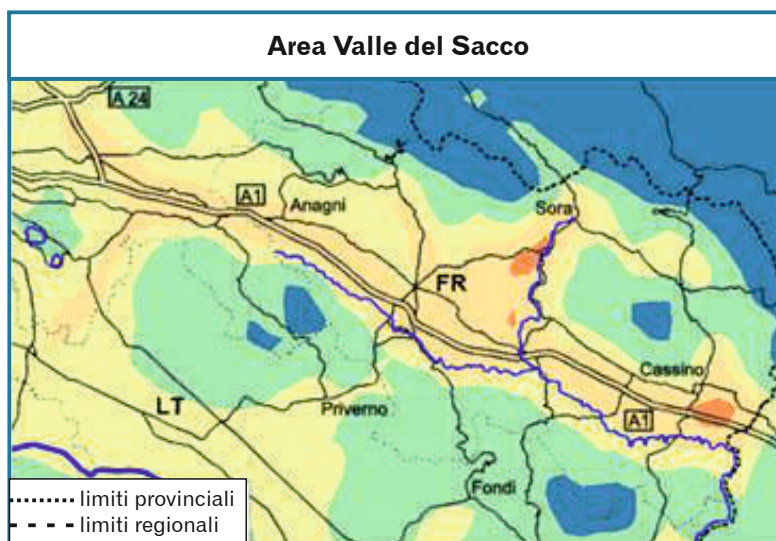 Area Valle del Sacco
A 24
A1
Anagni
Sora
FR
Cassino
LT
Priverno
A1
Fondi
limiti provinciali
limiti regionali